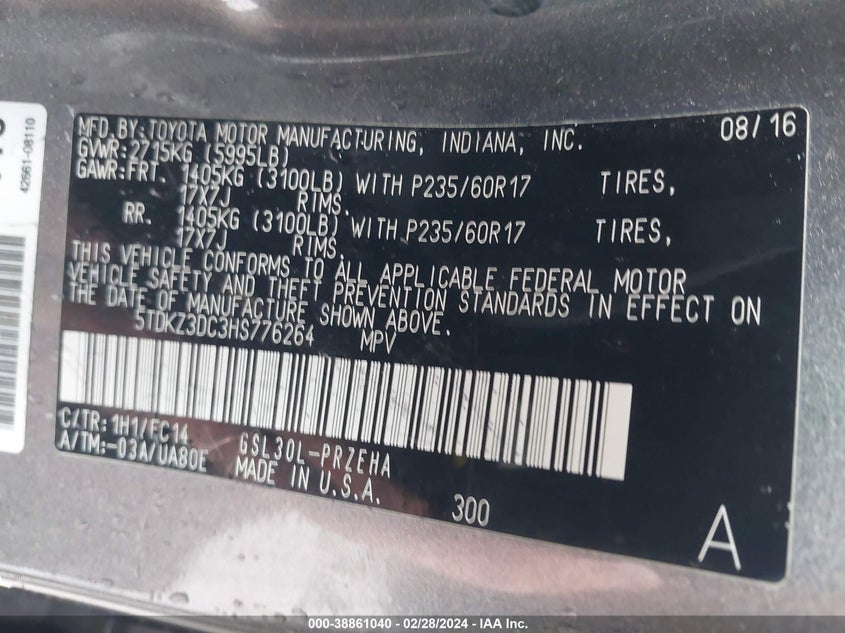 MFD.BY:TOYOTA MOTOR MANUFACTURING, INDIANA, INC. 08/16
GVWR:2715KG (5995LB)
GAWR:FRT. 1405KG (3100LB) WITH P235/60R17 TIRES,
17X7J RIMS.
RR. 1405KG (3100LB) WITH P235/60R17 TIRES,
17X7J RIMS.
THIS VEHICLE CONFORMS TO ALL APPLICABLE FEDERAL MOTOR
VEHICLE SAFETY AND THEFT PREVENTION STANDARDS IN EFFECT ON
THE DATE OF MANUFACTURE SHOWN ABOVE.
5TDKZ3DC3HS776264 MPV
C/TR:1H1/FC14 GSL30L-PRZEHA
A/TM:-03A/UA80E MADE IN U.S.A.
300
A
42661-08110
000-38861040 - 02/28/2024 - IAA Inc.